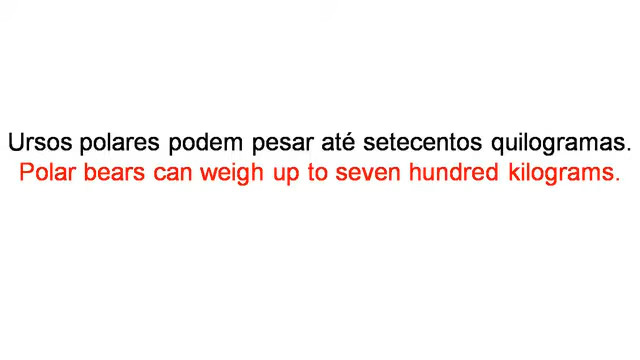 Ursos polares podem pesar até setecentos quilogramas.
Polar bears can weigh up to seven hundred kilograms.